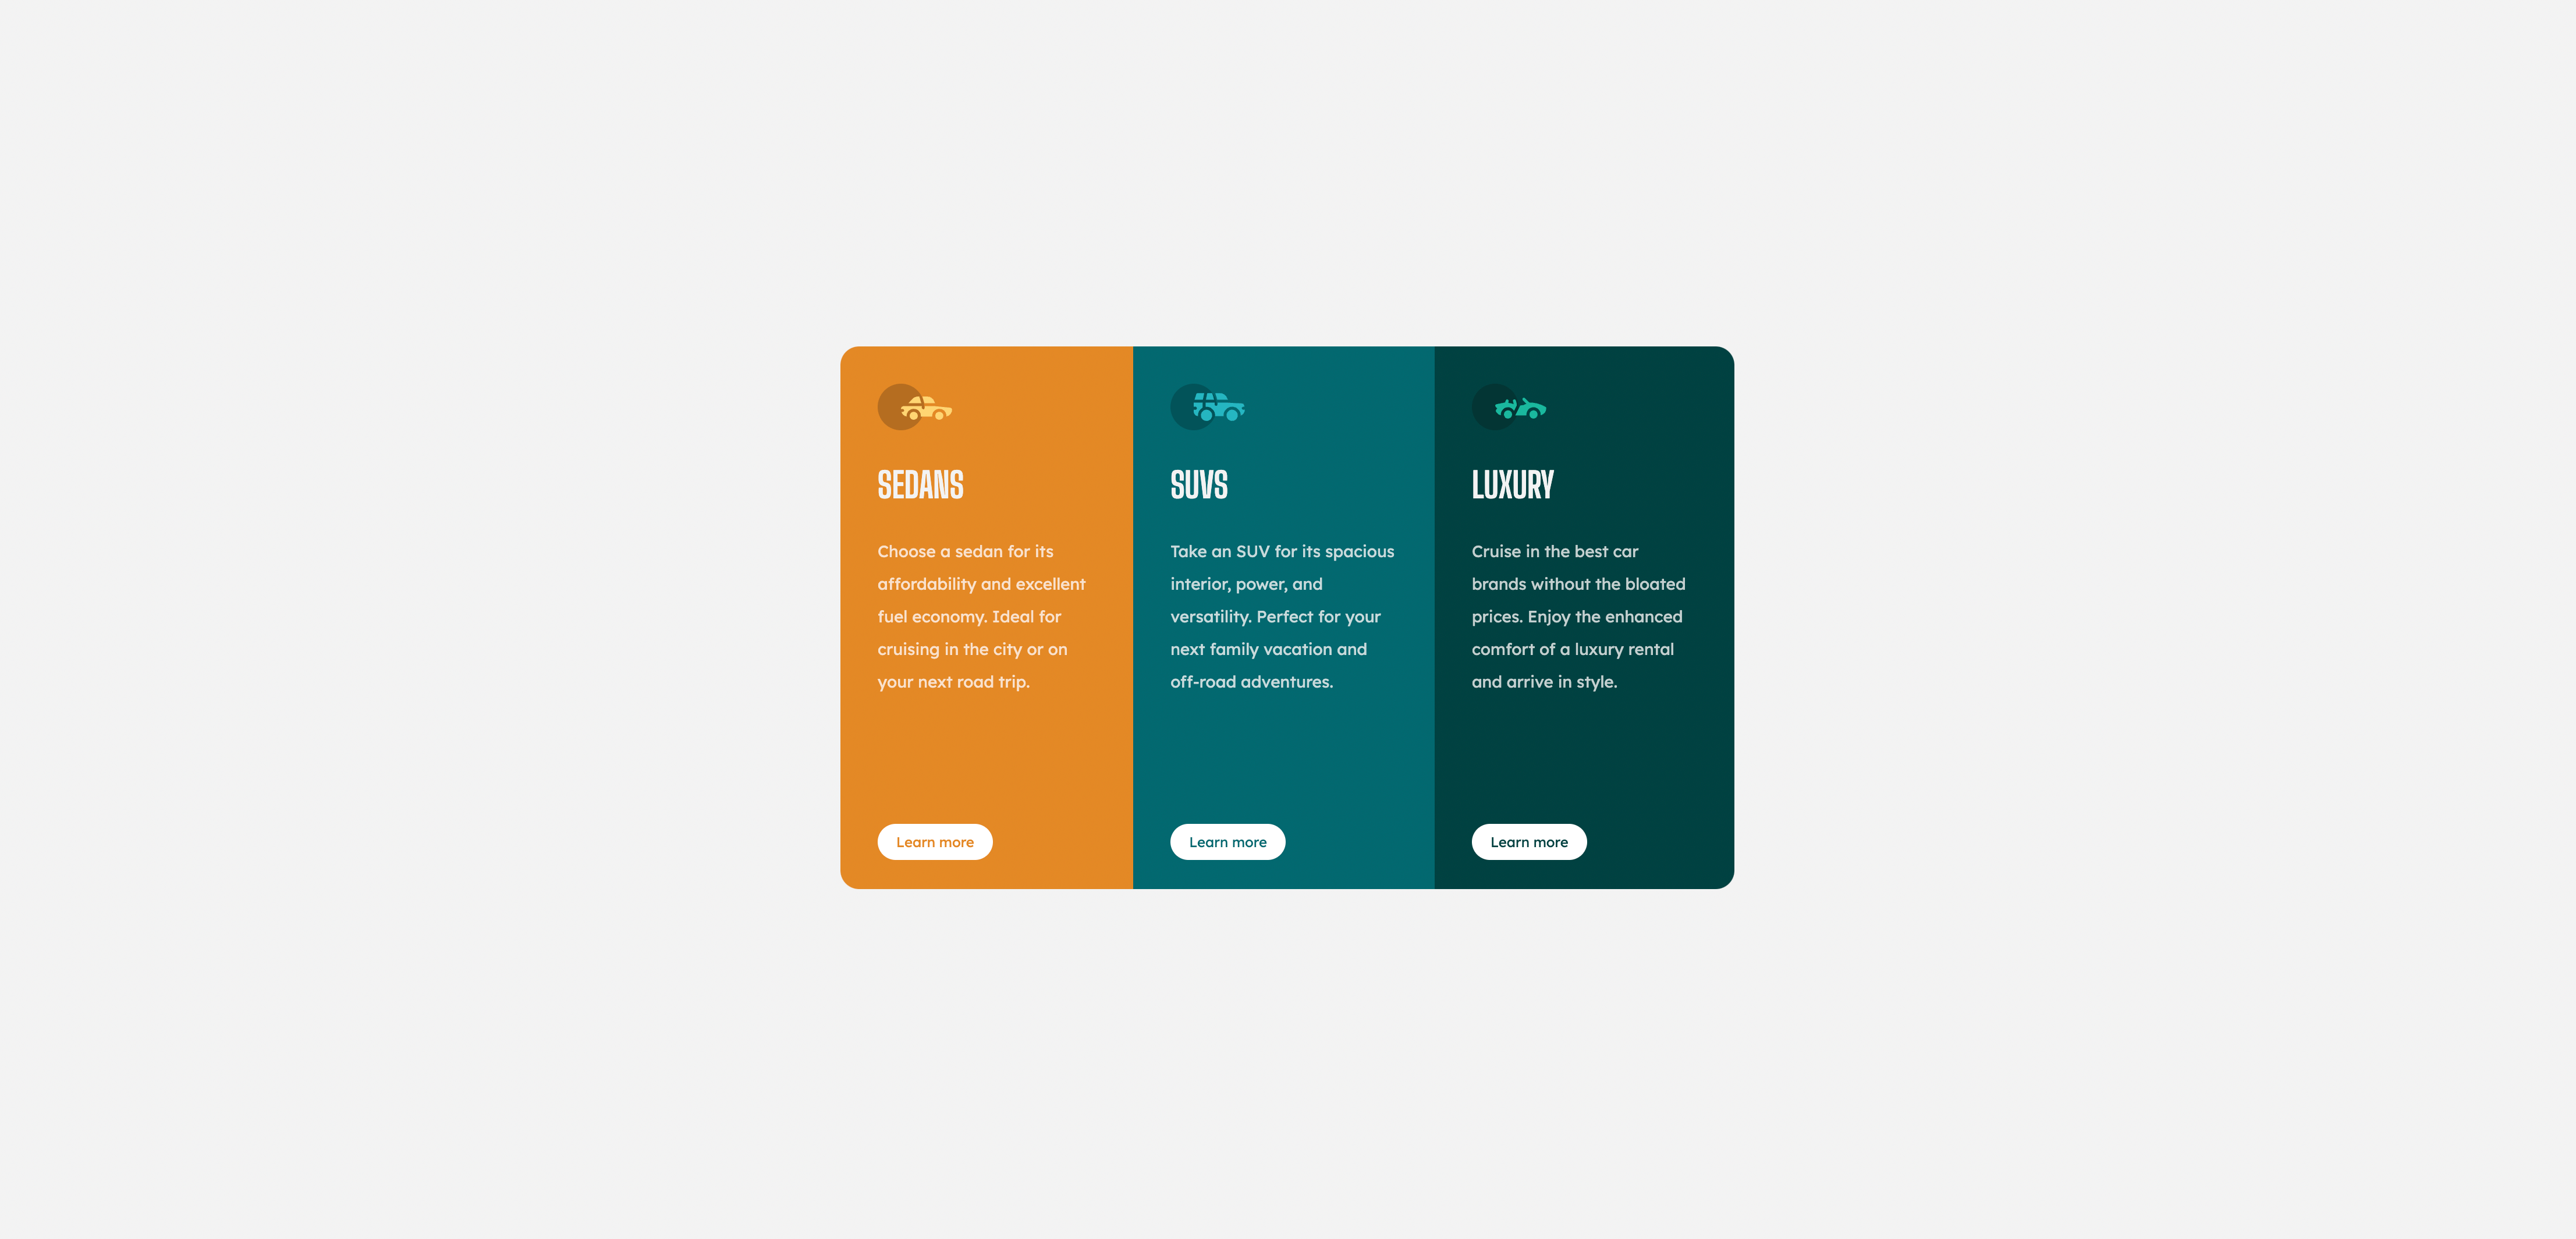 SEDANS
Choose a sedan for its
affordability and excellent
fuel economy. Ideal for
cruising in the city or on
your next road trip.
Learn more
SUVS
Take an SUV for its spacious
interior, power, and
versatility. Perfect for your
next family vacation and
off-road adventures.
Learn more
LUXURY
Cruise in the best car
brands without the bloated
prices. Enjoy the enhanced
comfort of a luxury rental
and arrive in style.
Learn more